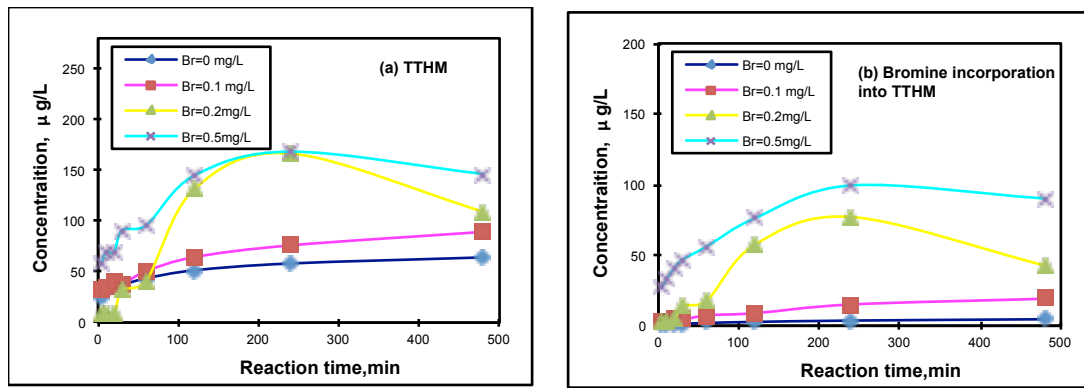 250
200
150
100
50
0
0
100
200
300
400
500
Concentraition, μ g/L
Reaction time,min
Br=0 mg/L
Br=0.1 mg/L
Br=0.2mg/L
Br=0.5mg/L
(a) TTHM
200
150
100
50
0
0
100
200
300
400
500
Concentraition, μ g/L
Reaction time,min
Br=0 mg/L
Br=0.1 mg/L
Br=0.2mg/L
Br=0.5mg/L
(b) Bromine incorporation
into TTHM